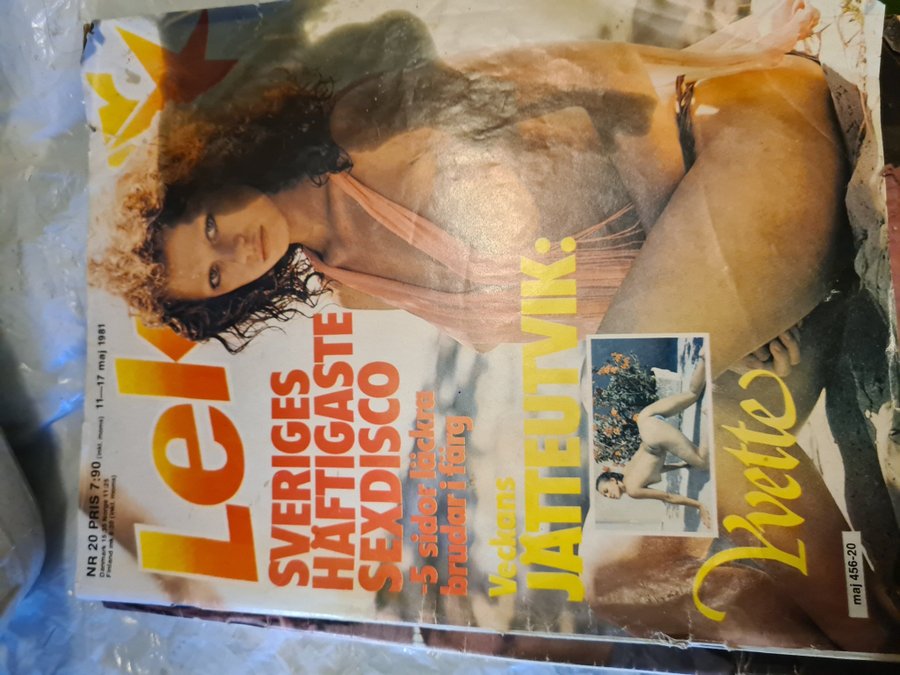 NR 20 PRIS 7:90 (inkl. moms) 11—17 maj 1981
Lek
SVERIGES
HÄFTIGASTE
SEXDISCO
-5 sidor läckra
brudar i färg
Veckans
JÄTTEUTVIK:
Yvette
maj 456-20